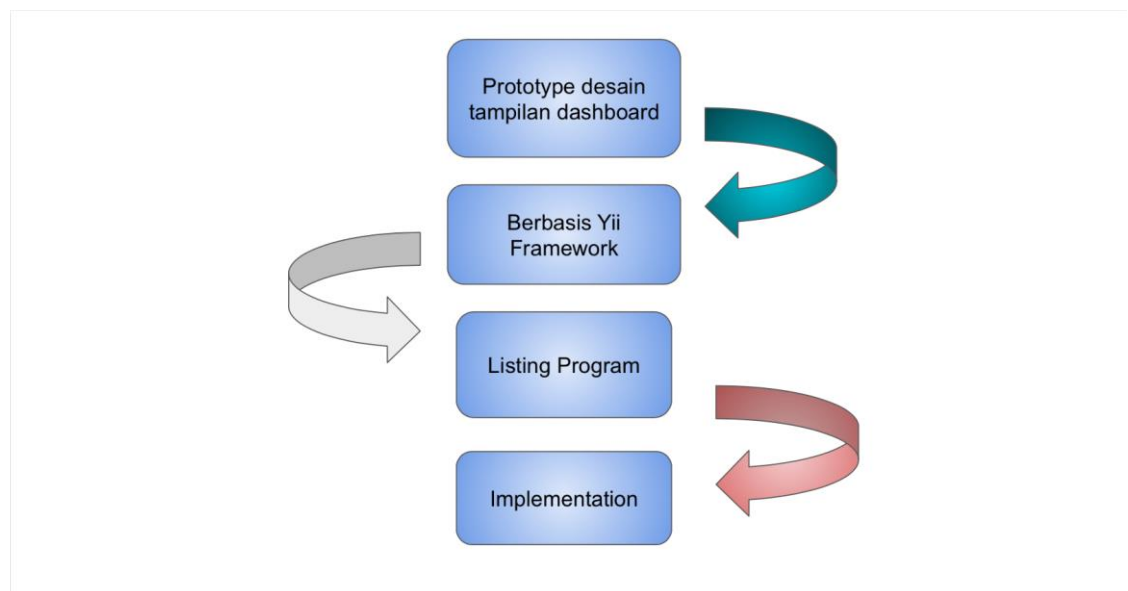 Prototype desain
tampilan dashboard
Berbasis Yii
Framework
Listing Program
Implementation